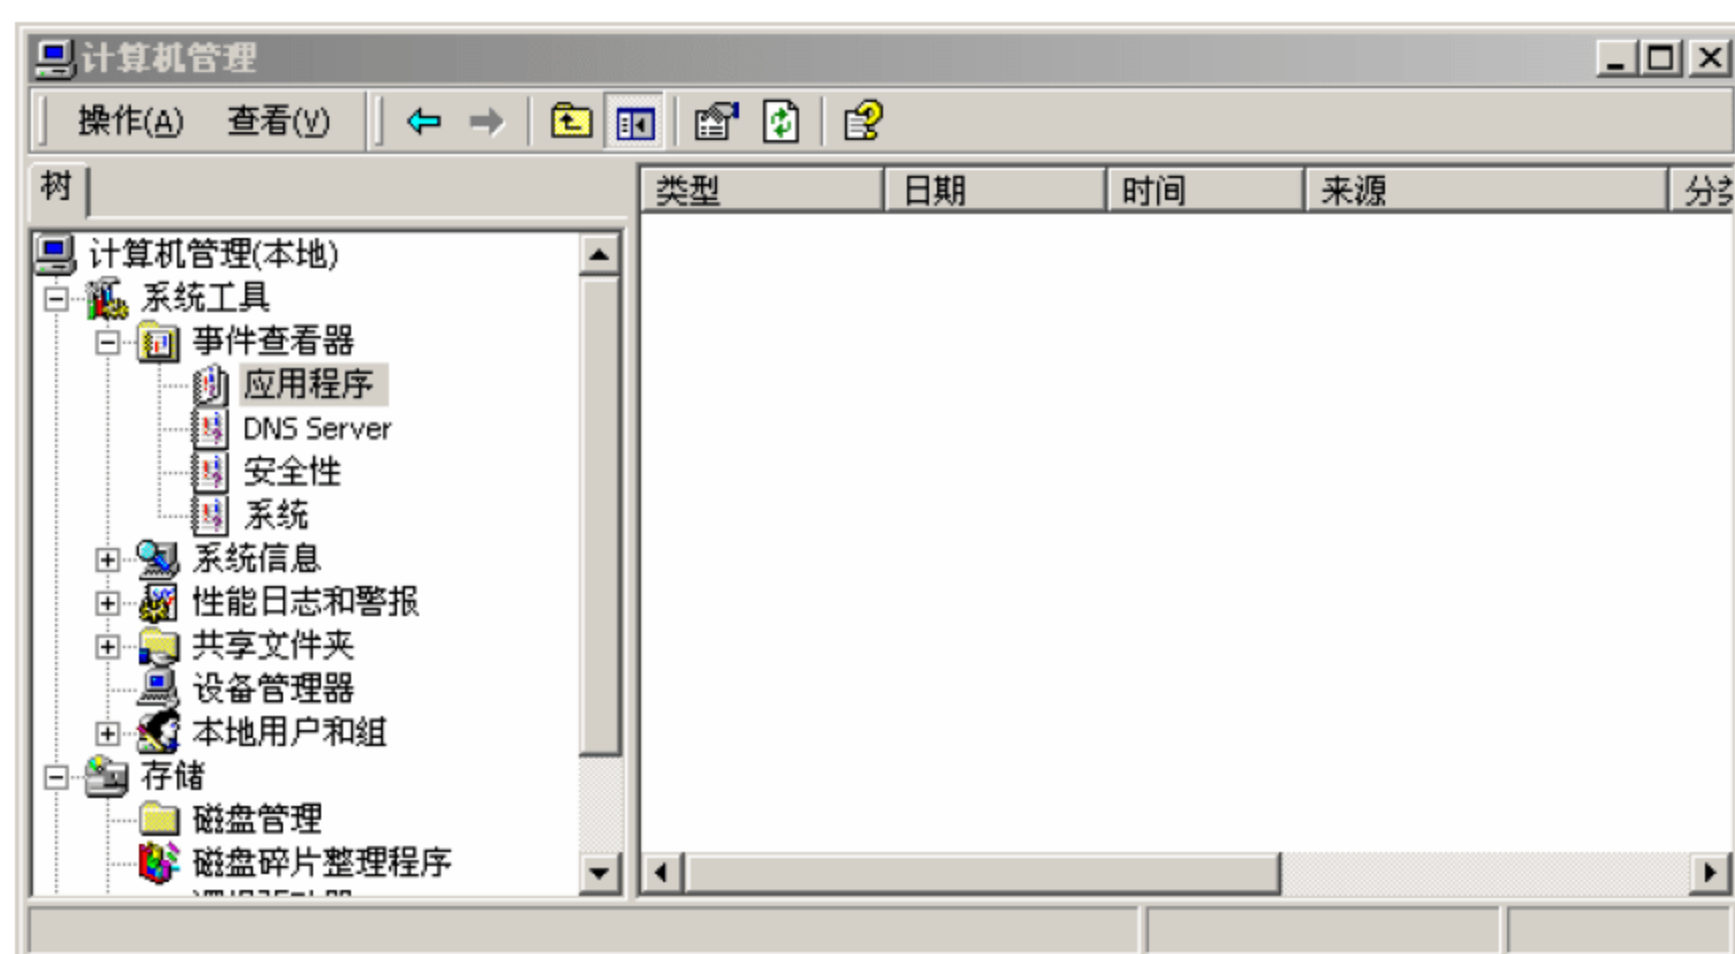 计算机管理
操作(A) 查看(V)
树
类型 日期 时间 来源
计算机管理(本地)
系统工具
事件查看器
应用程序
DNS Server
安全性
系统
系统信息
性能日志和警报
共享文件夹
设备管理器
本地用户和组
存储
磁盘管理
磁盘碎片整理程序